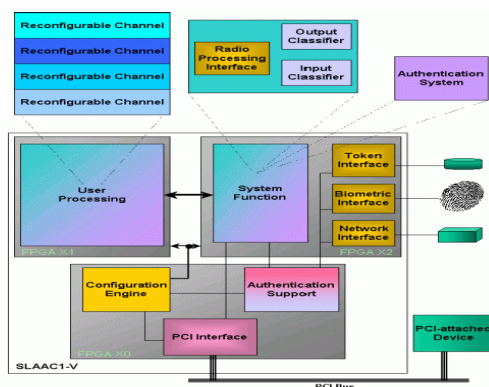 Reconfigurable Channel
Reconfigurable Channel
Reconfigurable Channel
Reconfigurable Channel
Radio
Processing
Interface
Output
Classifier
Input
Classifier
Authentication
System
User
Processing
FPGA X1
System
Function
Token
Interface
Biometric
Interface
Network
Interface
FPGA X2
Configuration
Engine
Authentication
Support
PCI Interface
FPGA X0
SLAAC1-V
PCI-attached
Device
PCI Bus